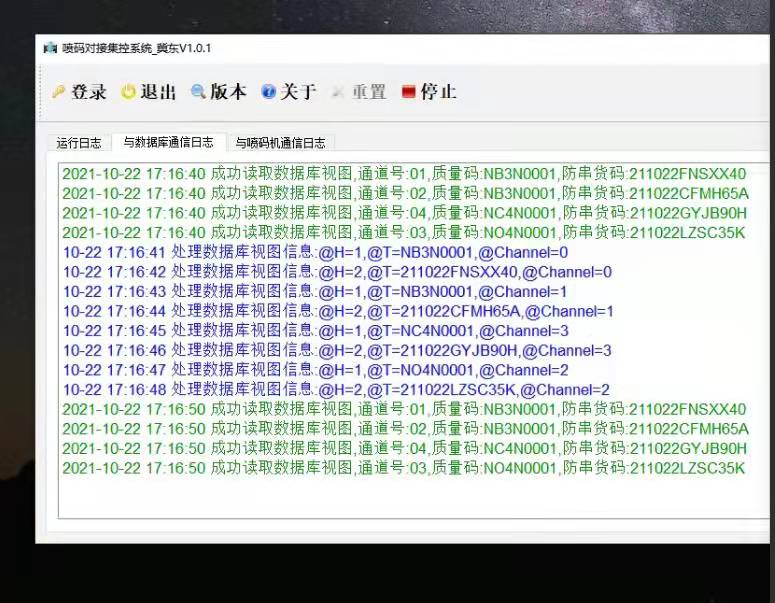 喷码对接集控系统_冀东V1.0.1
登录 退出 版本 关于 重置 停止
运行日志 与数据库通信日志 与喷码机通信日志
2021-10-22 17:16:40 成功读取数据库视图,通道号:01,质量码:NB3N0001,防串货码:211022FNSXX40
2021-10-22 17:16:40 成功读取数据库视图,通道号:02,质量码:NB3N0001,防串货码:211022CFMH65A
2021-10-22 17:16:40 成功读取数据库视图,通道号:04,质量码:NC4N0001,防串货码:211022GYJB90H
2021-10-22 17:16:40 成功读取数据库视图,通道号:03,质量码:NO4N0001,防串货码:211022LZSC35K
10-22 17:16:41 处理数据库视图信息:@H=1,@T=NB3N0001,@Channel=0
10-22 17:16:42 处理数据库视图信息:@H=2,@T=211022FNSXX40,@Channel=0
10-22 17:16:43 处理数据库视图信息:@H=1,@T=NB3N0001,@Channel=1
10-22 17:16:44 处理数据库视图信息:@H=2,@T=211022CFMH65A,@Channel=1
10-22 17:16:45 处理数据库视图信息:@H=1,@T=NC4N0001,@Channel=3
10-22 17:16:46 处理数据库视图信息:@H=2,@T=211022GYJB90H,@Channel=3
10-22 17:16:47 处理数据库视图信息:@H=1,@T=NO4N0001,@Channel=2
10-22 17:16:48 处理数据库视图信息:@H=2,@T=211022LZSC35K,@Channel=2
2021-10-22 17:16:50 成功读取数据库视图,通道号:01,质量码:NB3N0001,防串货码:211022FNSXX40
2021-10-22 17:16:50 成功读取数据库视图,通道号:02,质量码:NB3N0001,防串货码:211022CFMH65A
2021-10-22 17:16:50 成功读取数据库视图,通道号:04,质量码:NC4N0001,防串货码:211022GYJB90H
2021-10-22 17:16:50 成功读取数据库视图,通道号:03,质量码:NO4N0001,防串货码:211022LZSC35K